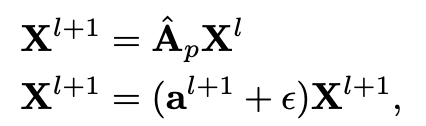 X^{l+1} = Â_p X^l
X^{l+1} = (a^{l+1} + ϵ)X^{l+1},